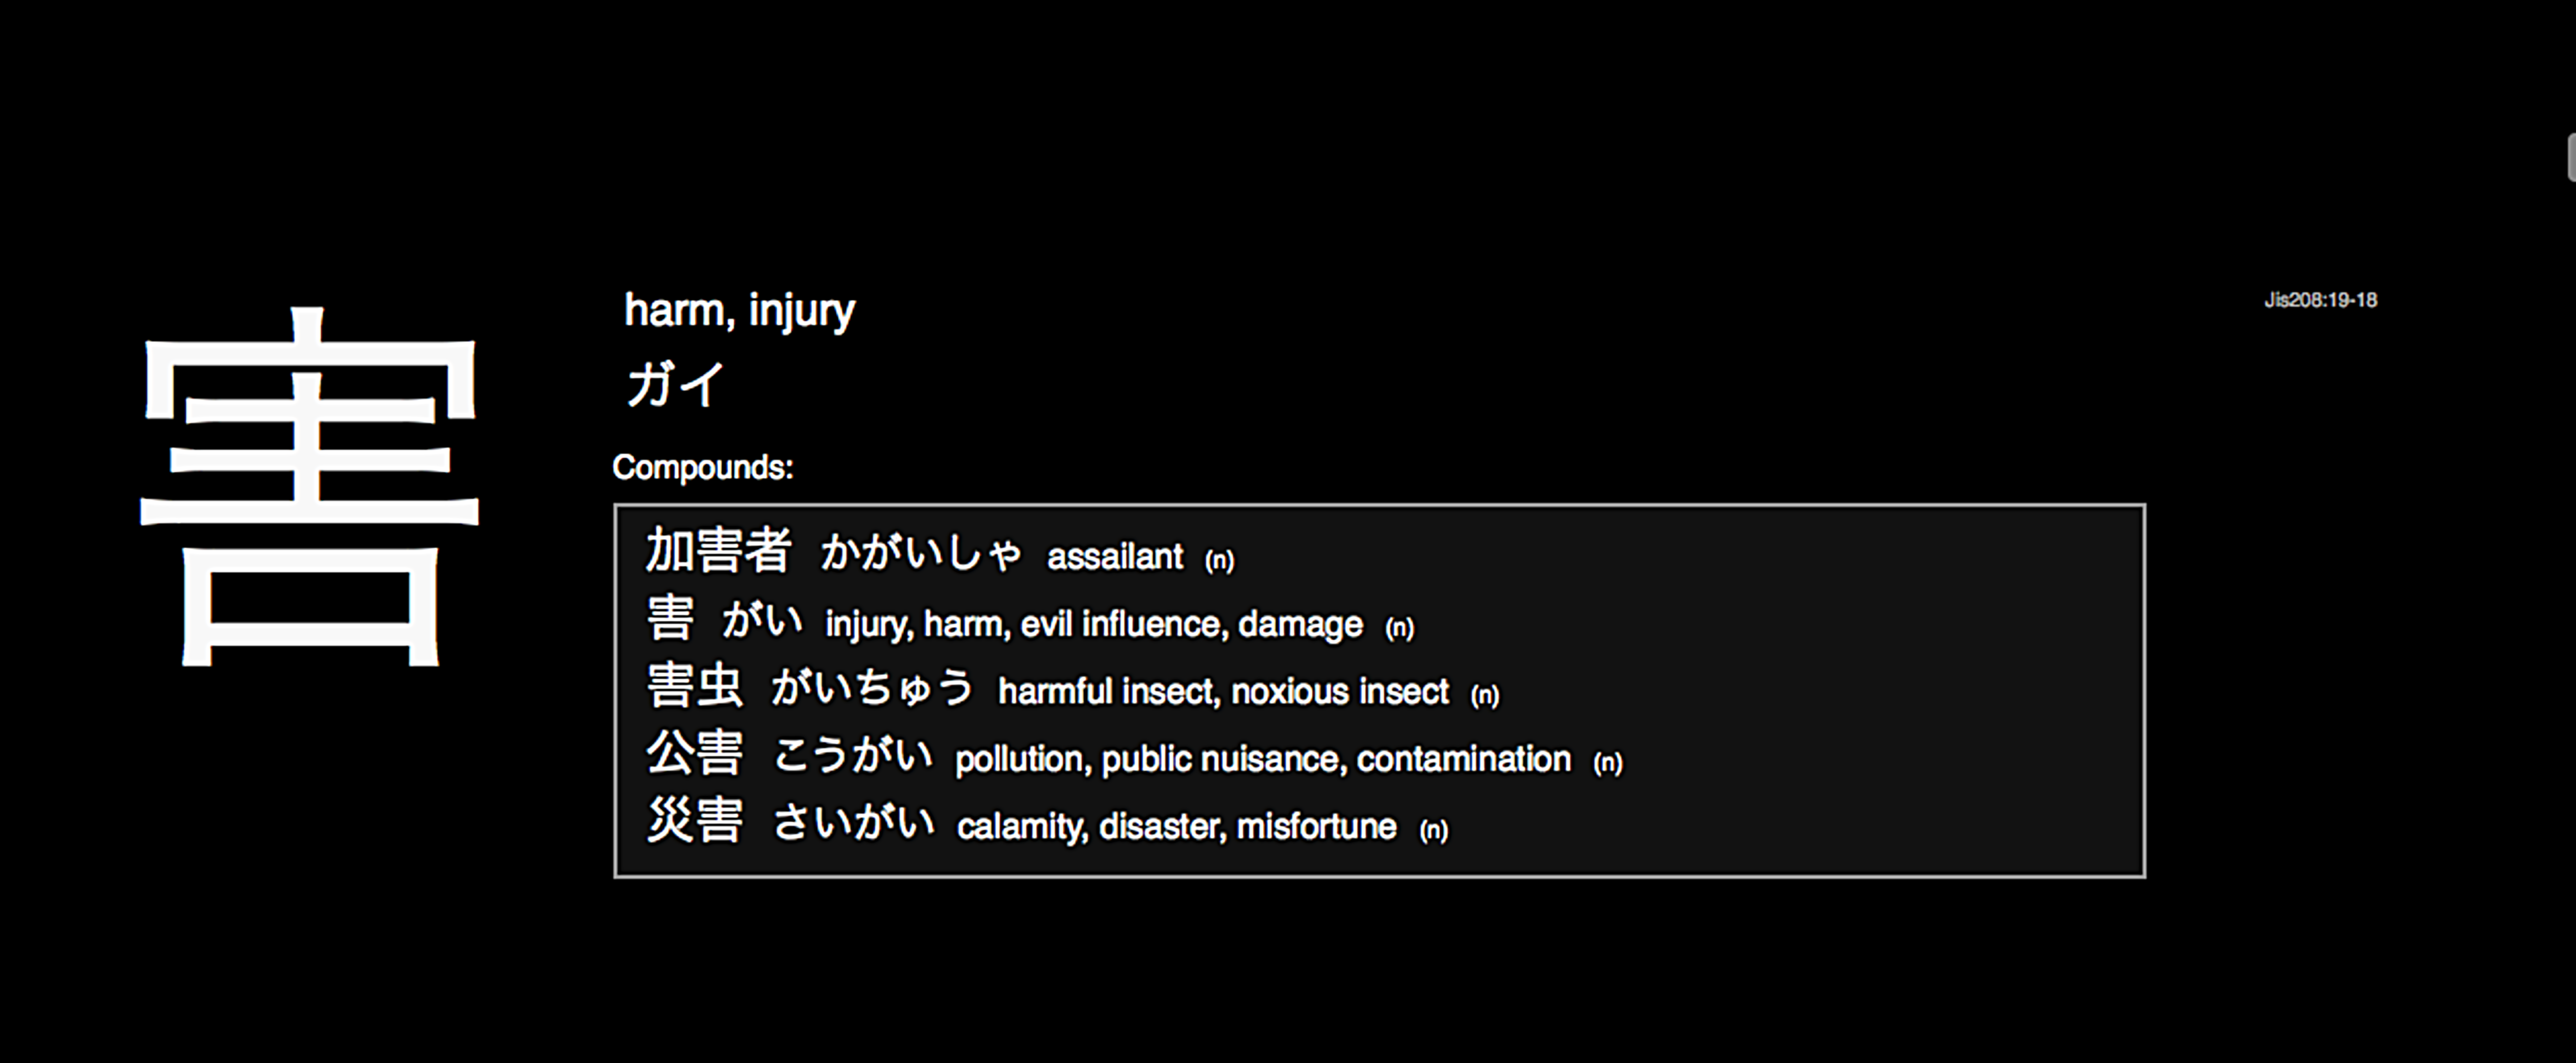 害
harm, injury
Jis208:19-18
ガイ
Compounds:
加害者 かがいしゃ assailant (n)
害 がい injury, harm, evil influence, damage (n)
害虫 がいちゅう harmful insect, noxious insect (n)
公害 こうがい pollution, public nuisance, contamination (n)
災害 さいがい calamity, disaster, misfortune (n)